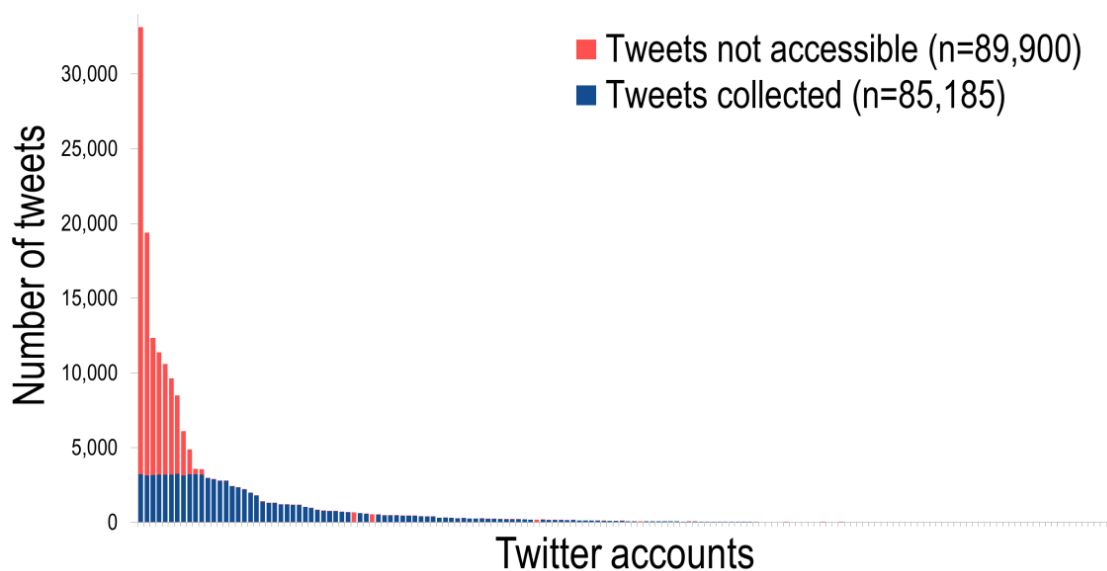 Tweets not accessible (n=89,900)
Tweets collected (n=85,185)
Number of tweets
30,000
25,000
20,000
15,000
10,000
5,000
0
Twitter accounts